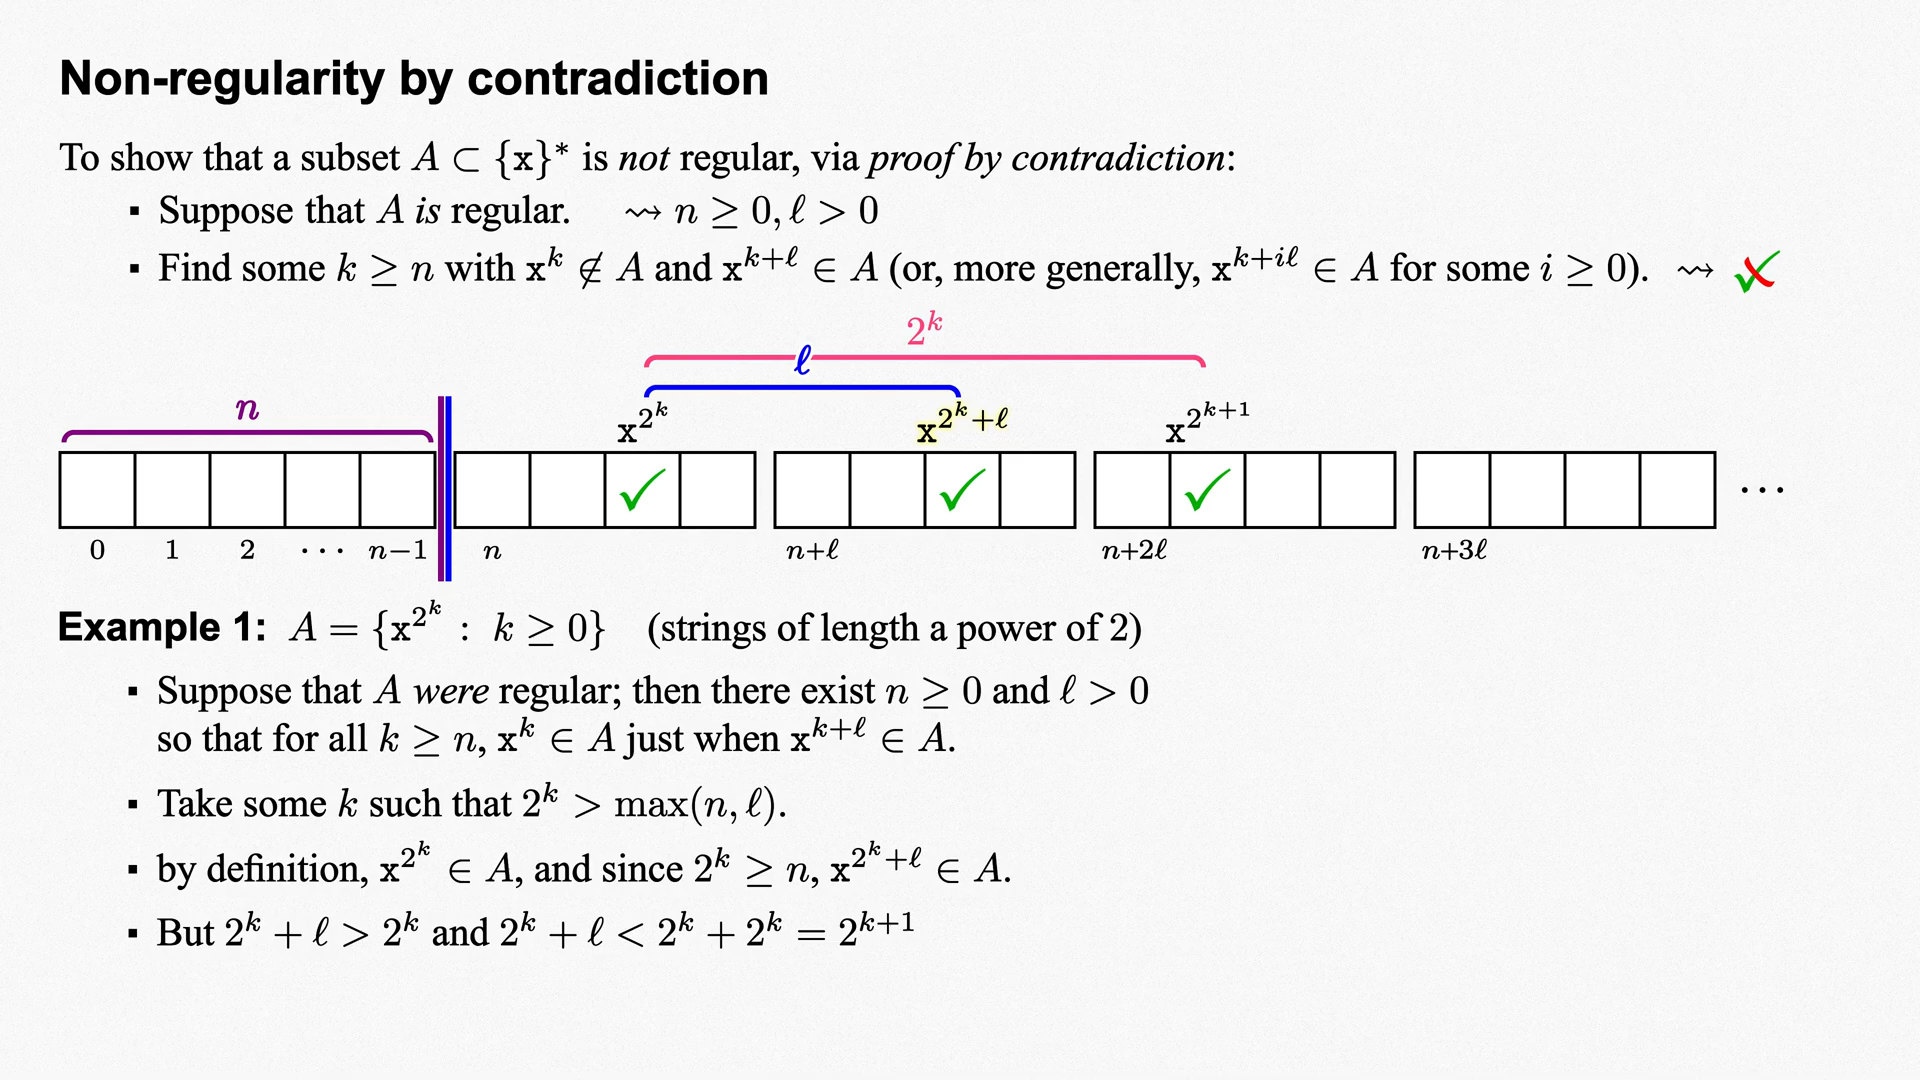 Non-regularity by contradiction
To show that a subset A ⊂ {x}* is not regular, via proof by contradiction:
▪ Suppose that A is regular. ⇝ n ≥ 0, ℓ > 0
▪ Find some k ≥ n with x^k ∉ A and x^{k+ℓ} ∈ A (or, more generally, x^{k+iℓ} ∈ A for some i ≥ 0). ⇝
2^k
ℓ
n
x^{2^k} x^{2^k+ℓ} x^{2^{k+1}}
✓ ✓ ✓ ⋯
0 1 2 ⋯ n−1 n n+ℓ n+2ℓ n+3ℓ
Example 1: A = {x^{2^k} : k ≥ 0} (strings of length a power of 2)
▪ Suppose that A were regular; then there exist n ≥ 0 and ℓ > 0
so that for all k ≥ n, x^k ∈ A just when x^{k+ℓ} ∈ A.
▪ Take some k such that 2^k > max(n, ℓ).
▪ by definition, x^{2^k} ∈ A, and since 2^k ≥ n, x^{2^k+ℓ} ∈ A.
▪ But 2^k + ℓ > 2^k and 2^k + ℓ < 2^k + 2^k = 2^{k+1}